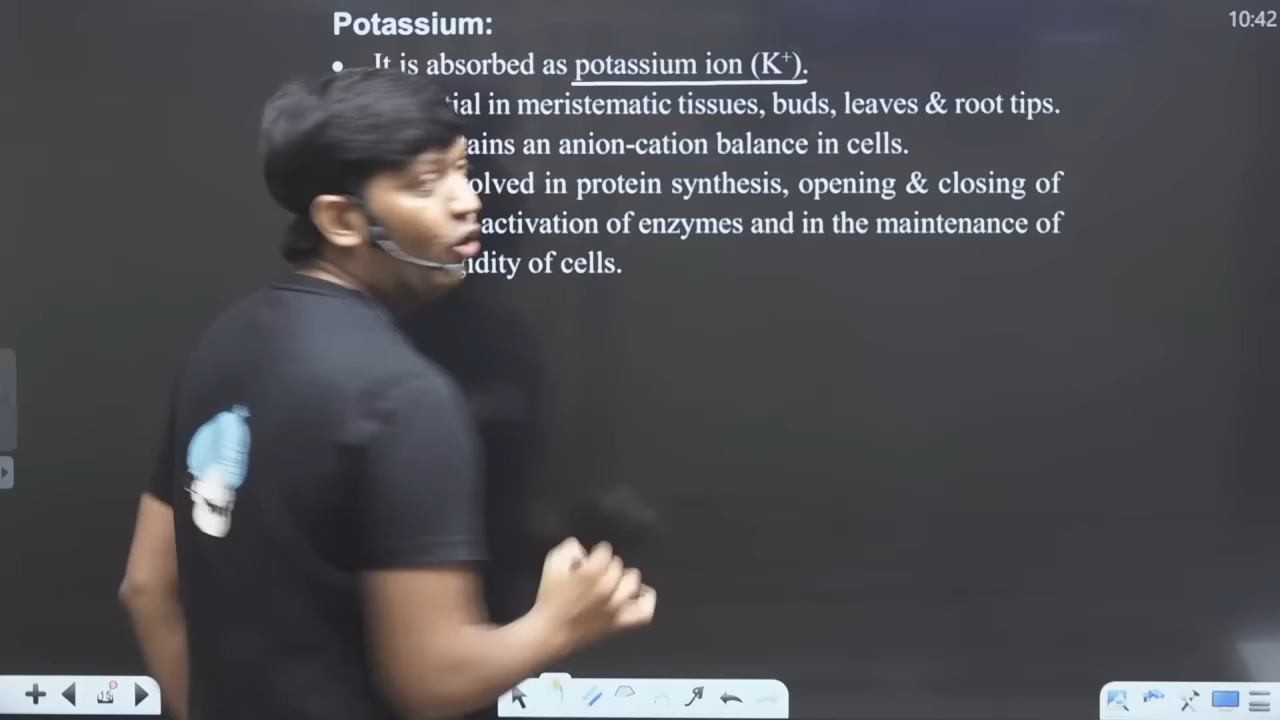 Potassium:
10:42
• It is absorbed as potassium ion (K⁺).
tial in meristematic tissues, buds, leaves & root tips.
ains an anion-cation balance in cells.
olved in protein synthesis, opening & closing of
activation of enzymes and in the maintenance of
idity of cells.